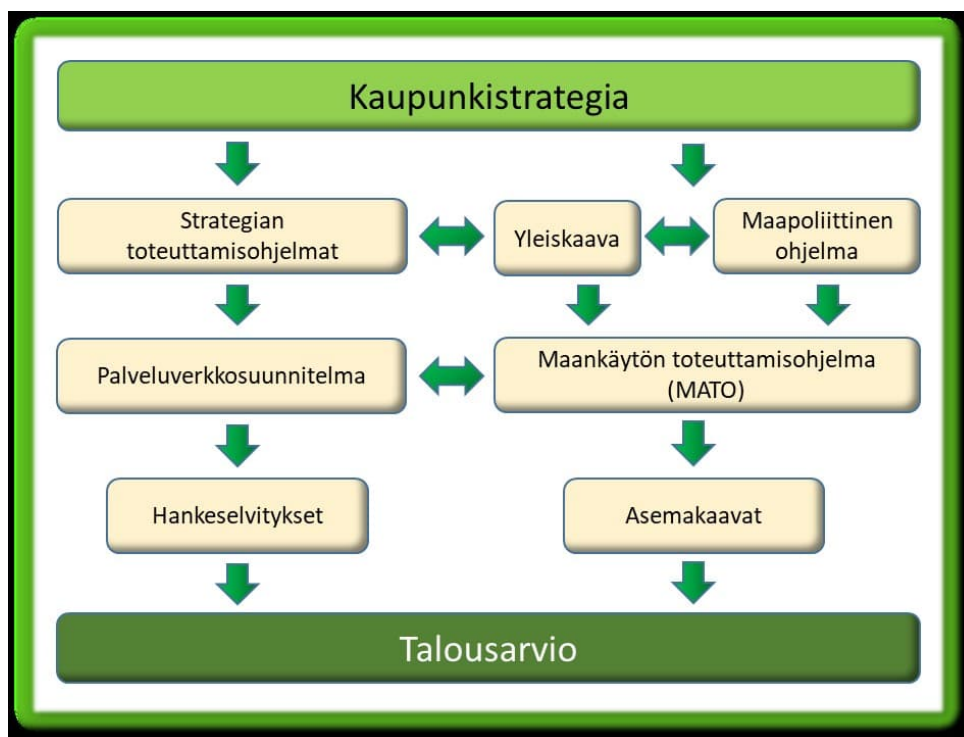 Kaupunkistrategia
Strategian
toteuttamisohjelmat
Yleiskaava
Maapoliittinen
ohjelma
Palveluverkkosuunnitelma
Maankäytön toteuttamisohjelma
(MATO)
Hankeselvitykset
Asemakaavat
Talousarvio